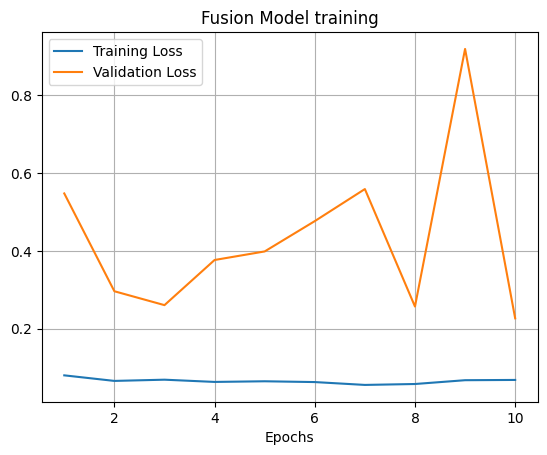 Fusion Model training
Training Loss
Validation Loss
0.8
0.6
0.4
0.2
2 4 6 8 10
Epochs